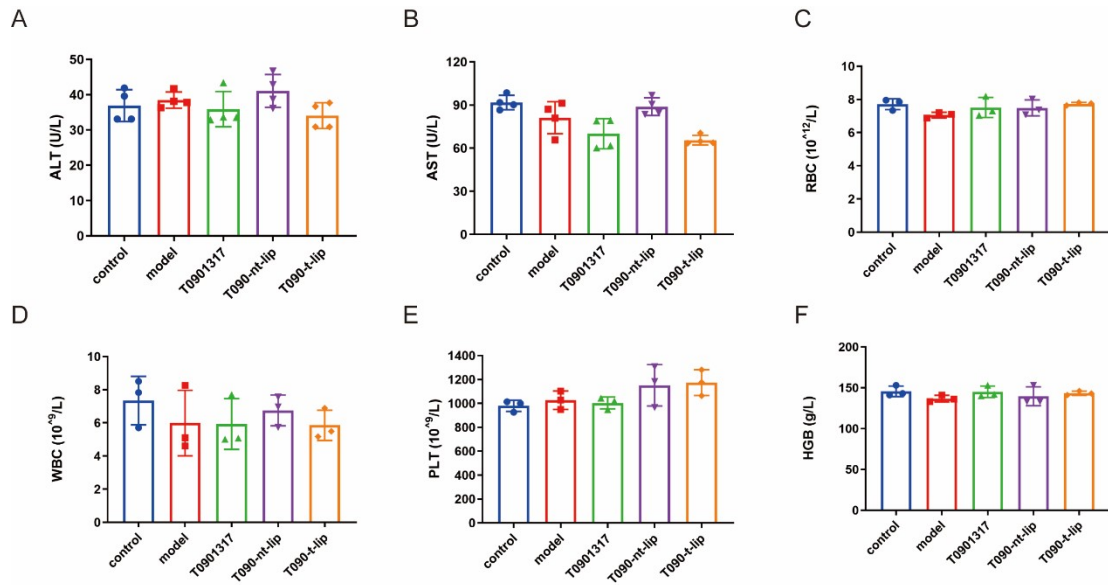 A
ALT (U/L)
50
40
30
20
10
0
control
model
T0901317
T090-nt-lip
T090-t-lip
B
AST (U/L)
120
90
60
30
0
control
model
T0901317
T090-nt-lip
T090-t-lip
C
RBC (10^12/L)
10
8
6
4
2
0
control
model
T0901317
T090-nt-lip
T090-t-lip
D
WBC (10^9/L)
10
8
6
4
2
0
control
model
T0901317
T090-nt-lip
T090-t-lip
E
PLT (10^9/L)
1400
1200
1000
800
600
400
200
0
control
model
T0901317
T090-nt-lip
T090-t-lip
F
HGB (g/L)
200
150
100
50
0
control
model
T0901317
T090-nt-lip
T090-t-lip